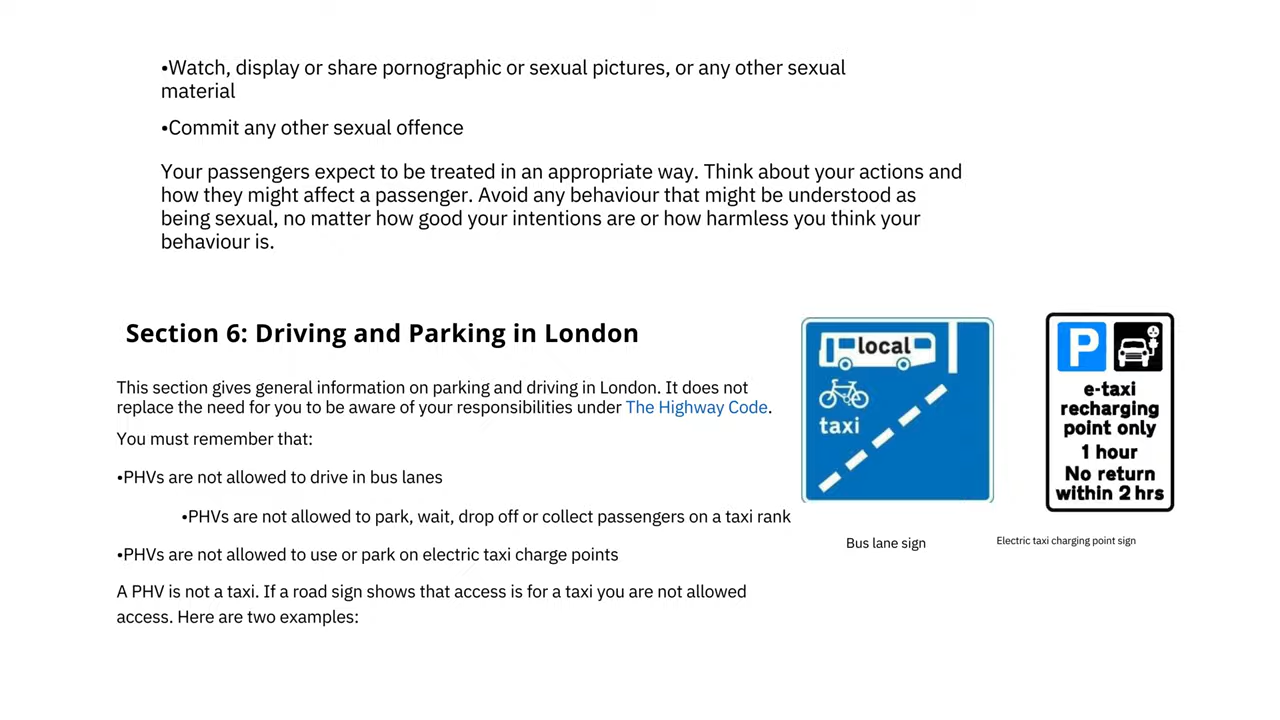 •Watch, display or share pornographic or sexual pictures, or any other sexual
material
•Commit any other sexual offence
Your passengers expect to be treated in an appropriate way. Think about your actions and
how they might affect a passenger. Avoid any behaviour that might be understood as
being sexual, no matter how good your intentions are or how harmless you think your
behaviour is.
Section 6: Driving and Parking in London
This section gives general information on parking and driving in London. It does not
replace the need for you to be aware of your responsibilities under The Highway Code.
You must remember that:
•PHVs are not allowed to drive in bus lanes
•PHVs are not allowed to park, wait, drop off or collect passengers on a taxi rank
•PHVs are not allowed to use or park on electric taxi charge points
A PHV is not a taxi. If a road sign shows that access is for a taxi you are not allowed
access. Here are two examples:
local
taxi
Bus lane sign
P
e-taxi
recharging
point only
1 hour
No return
within 2 hrs
Electric taxi charging point sign